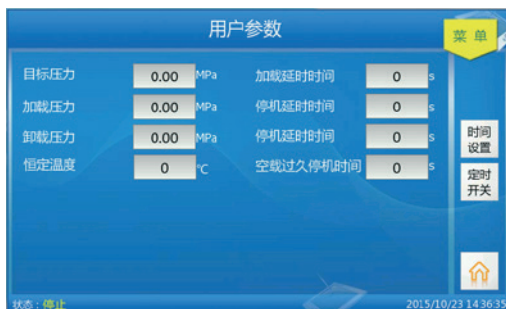 用户参数
菜单
目标压力 0.00 MPa 加载延时时间 0 s
加载压力 0.00 MPa 停机延时时间 0 s
卸载压力 0.00 MPa 停机延时时间 0 s
恒定温度 0 ℃ 空载过久停机时间 0 s
时间
设置
定时
开关
状态：停止 2015/10/23 14:36:35